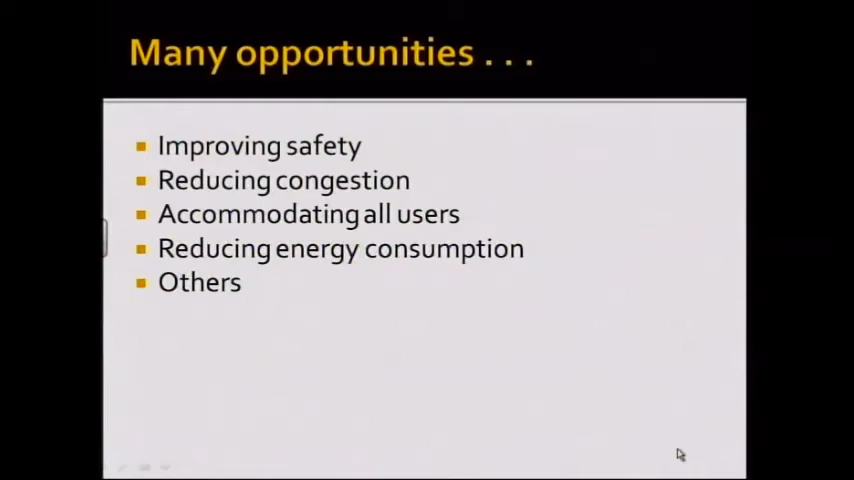 Many opportunities . . .
Improving safety
Reducing congestion
Accommodating all users
Reducing energy consumption
Others